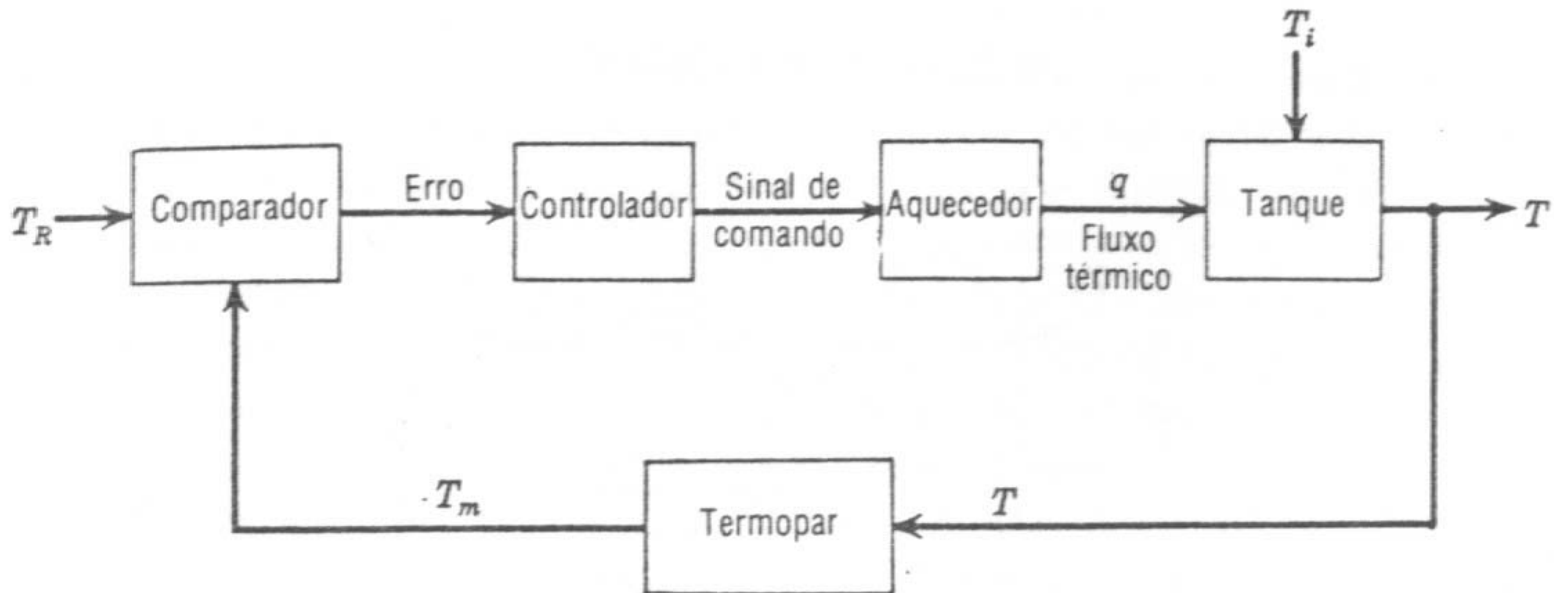 T_i
T_R
Comparador
Erro
Controlador
Sinal de
comando
Aquecedor
q
Fluxo
térmico
Tanque
T
T_m
Termopar
T